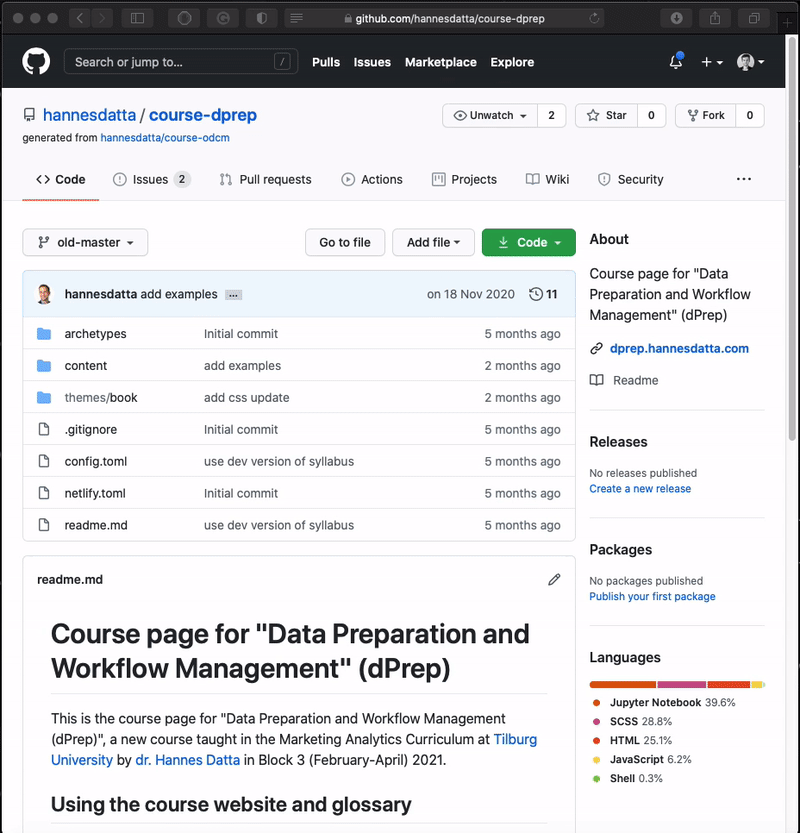 github.com/hannesdatta/course-dprep
Search or jump to… /
Pulls Issues Marketplace Explore
hannesdatta / course-dprep
Unwatch 2 Star 0 Fork 0
generated from hannesdatta/course-odcm
Code Issues 2 Pull requests Actions Projects Wiki Security ...
old-master
Go to file Add file Code
hannesdatta add examples ... on 18 Nov 2020 11
archetypes Initial commit 5 months ago
content add examples 2 months ago
themes/book add css update 2 months ago
.gitignore Initial commit 5 months ago
config.toml use dev version of syllabus 5 months ago
netlify.toml Initial commit 5 months ago
readme.md use dev version of syllabus 5 months ago
readme.md
Course page for "Data Preparation and
Workflow Management" (dPrep)
This is the course page for "Data Preparation and Workflow Management
(dPrep)", a new course taught in the Marketing Analytics Curriculum at Tilburg
University by dr. Hannes Datta in Block 3 (February-April) 2021.
Using the course website and glossary
About
Course page for "Data
Preparation and Workflow
Management" (dPrep)
dprep.hannesdatta.com
Readme
Releases
No releases published
Create a new release
Packages
No packages published
Publish your first package
Languages
Jupyter Notebook 39.6%
SCSS 28.8%
HTML 25.1%
JavaScript 6.2%
Shell 0.3%